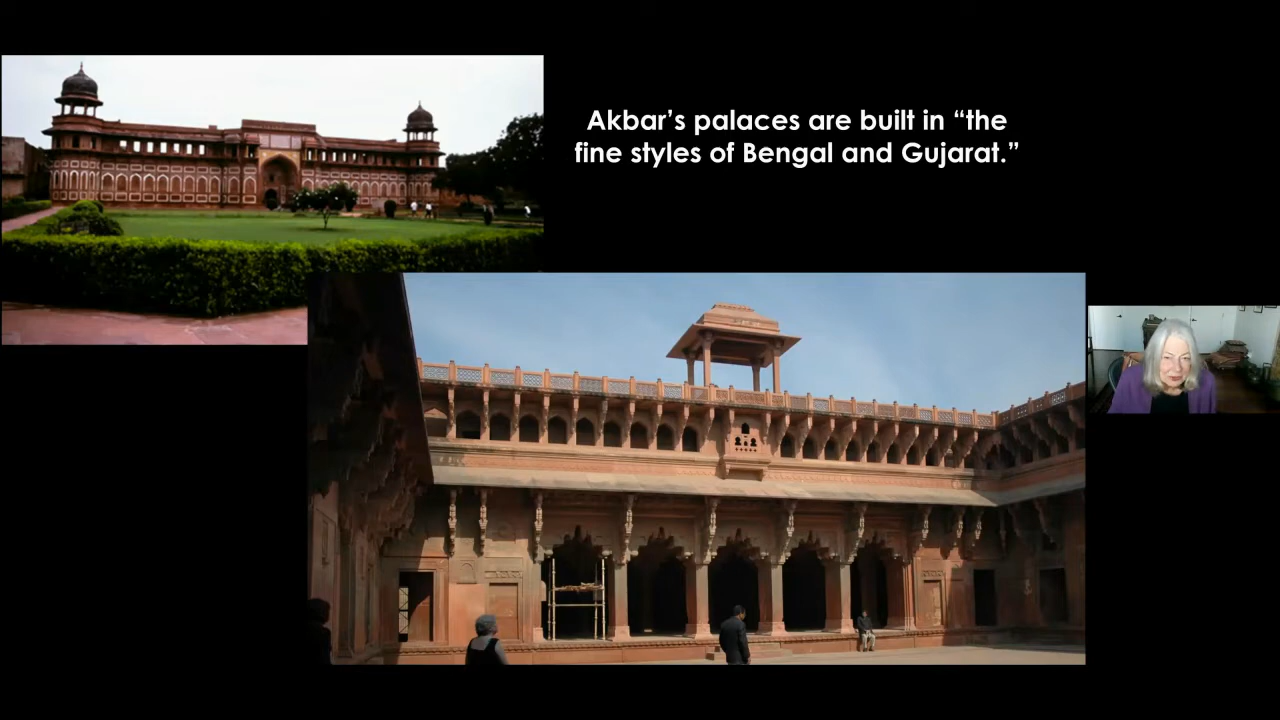 Akbar’s palaces are built in “the
fine styles of Bengal and Gujarat.”